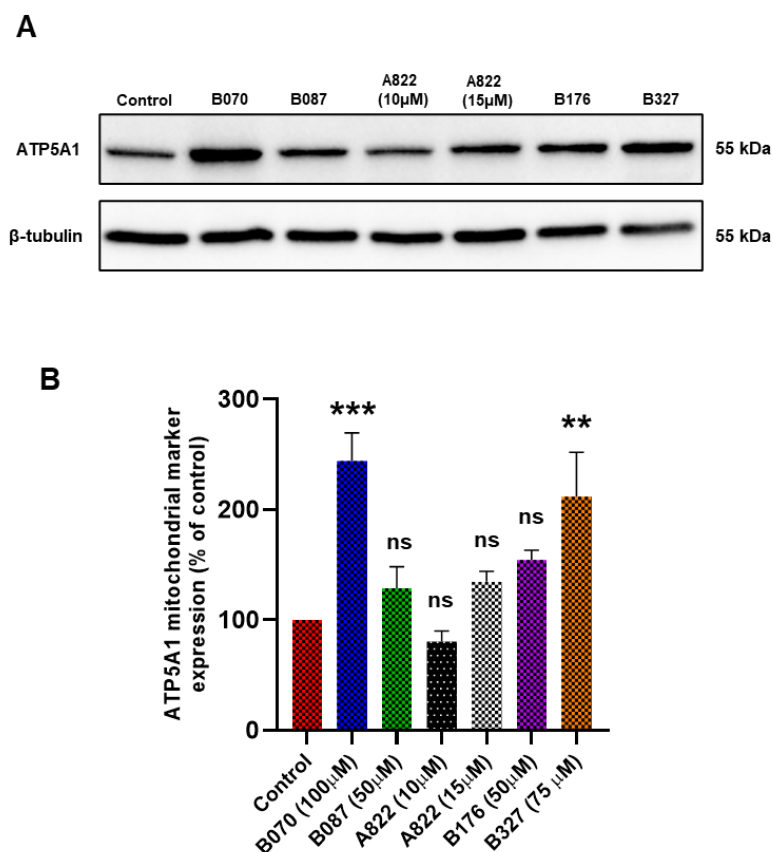 A
Control B070 B087 A822 (10µM) A822 (15µM) B176 B327
ATP5A1 55 kDa
β-tubulin 55 kDa
B
ATP5A1 mitochondrial marker
expression (% of control)
300
200
100
0
***
ns
ns
ns
ns
**
Control
B070 (100µM)
B087 (50µM)
A822 (10µM)
A822 (15µM)
B176 (50µM)
B327 (75 µM)